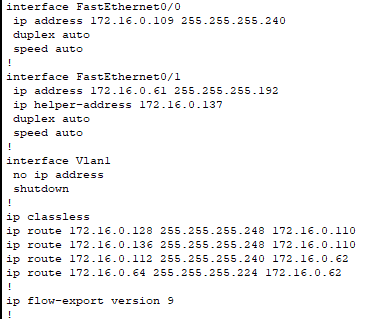 interface FastEthernet0/0
 ip address 172.16.0.109 255.255.255.240
 duplex auto
 speed auto
!
interface FastEthernet0/1
 ip address 172.16.0.61 255.255.255.192
 ip helper-address 172.16.0.137
 duplex auto
 speed auto
!
interface Vlan1
 no ip address
 shutdown
!
ip classless
ip route 172.16.0.128 255.255.255.248 172.16.0.110
ip route 172.16.0.136 255.255.255.248 172.16.0.110
ip route 172.16.0.112 255.255.255.240 172.16.0.62
ip route 172.16.0.64 255.255.255.224 172.16.0.62
!
ip flow-export version 9
!